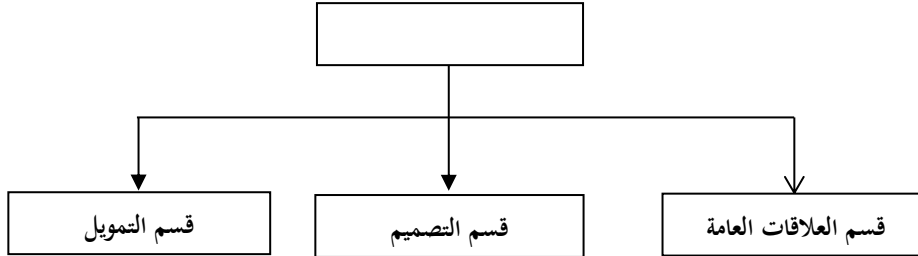 قسم العلاقات العامة
قسم التصميم
قسم التمويل